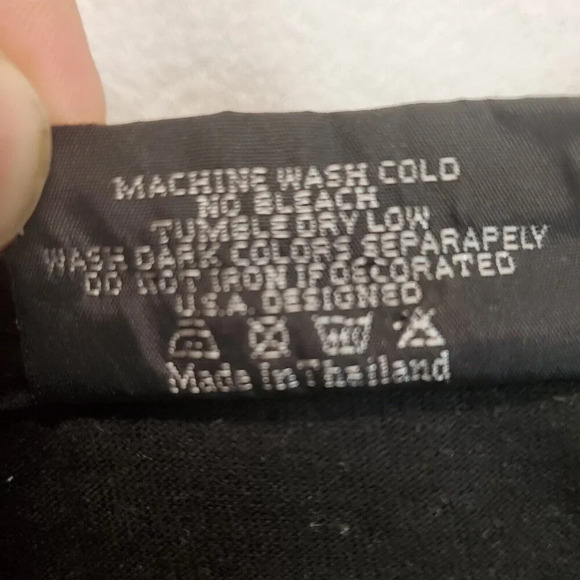 MACHINE WASH COLD
NO BLEACH
TUMBLE DRY LOW
WASH DARK COLORS SEPARAPELY
DO NOT IRON IF DECORATED
U.S.A. DESIGNED
Made In Thailand